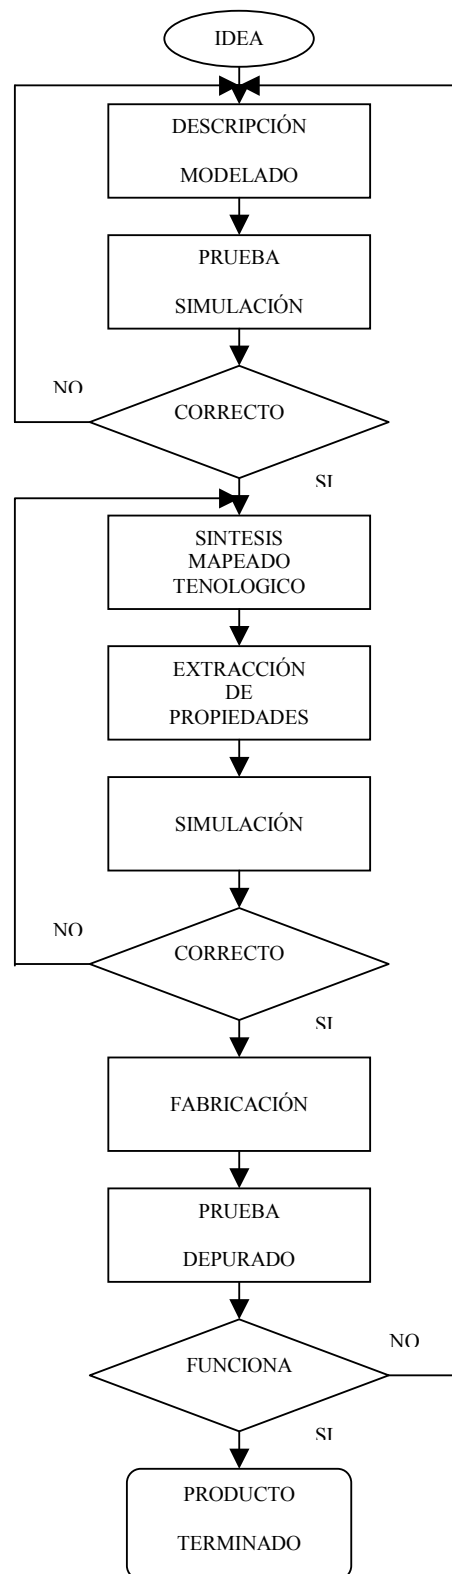 IDEA
DESCRIPCIÓN
MODELADO
PRUEBA
SIMULACIÓN
NO
CORRECTO
SI
SINTESIS
MAPEADO
TENOLOGICO
EXTRACCIÓN
DE
PROPIEDADES
SIMULACIÓN
NO
CORRECTO
SI
FABRICACIÓN
PRUEBA
DEPURADO
NO
FUNCIONA
SI
PRODUCTO
TERMINADO